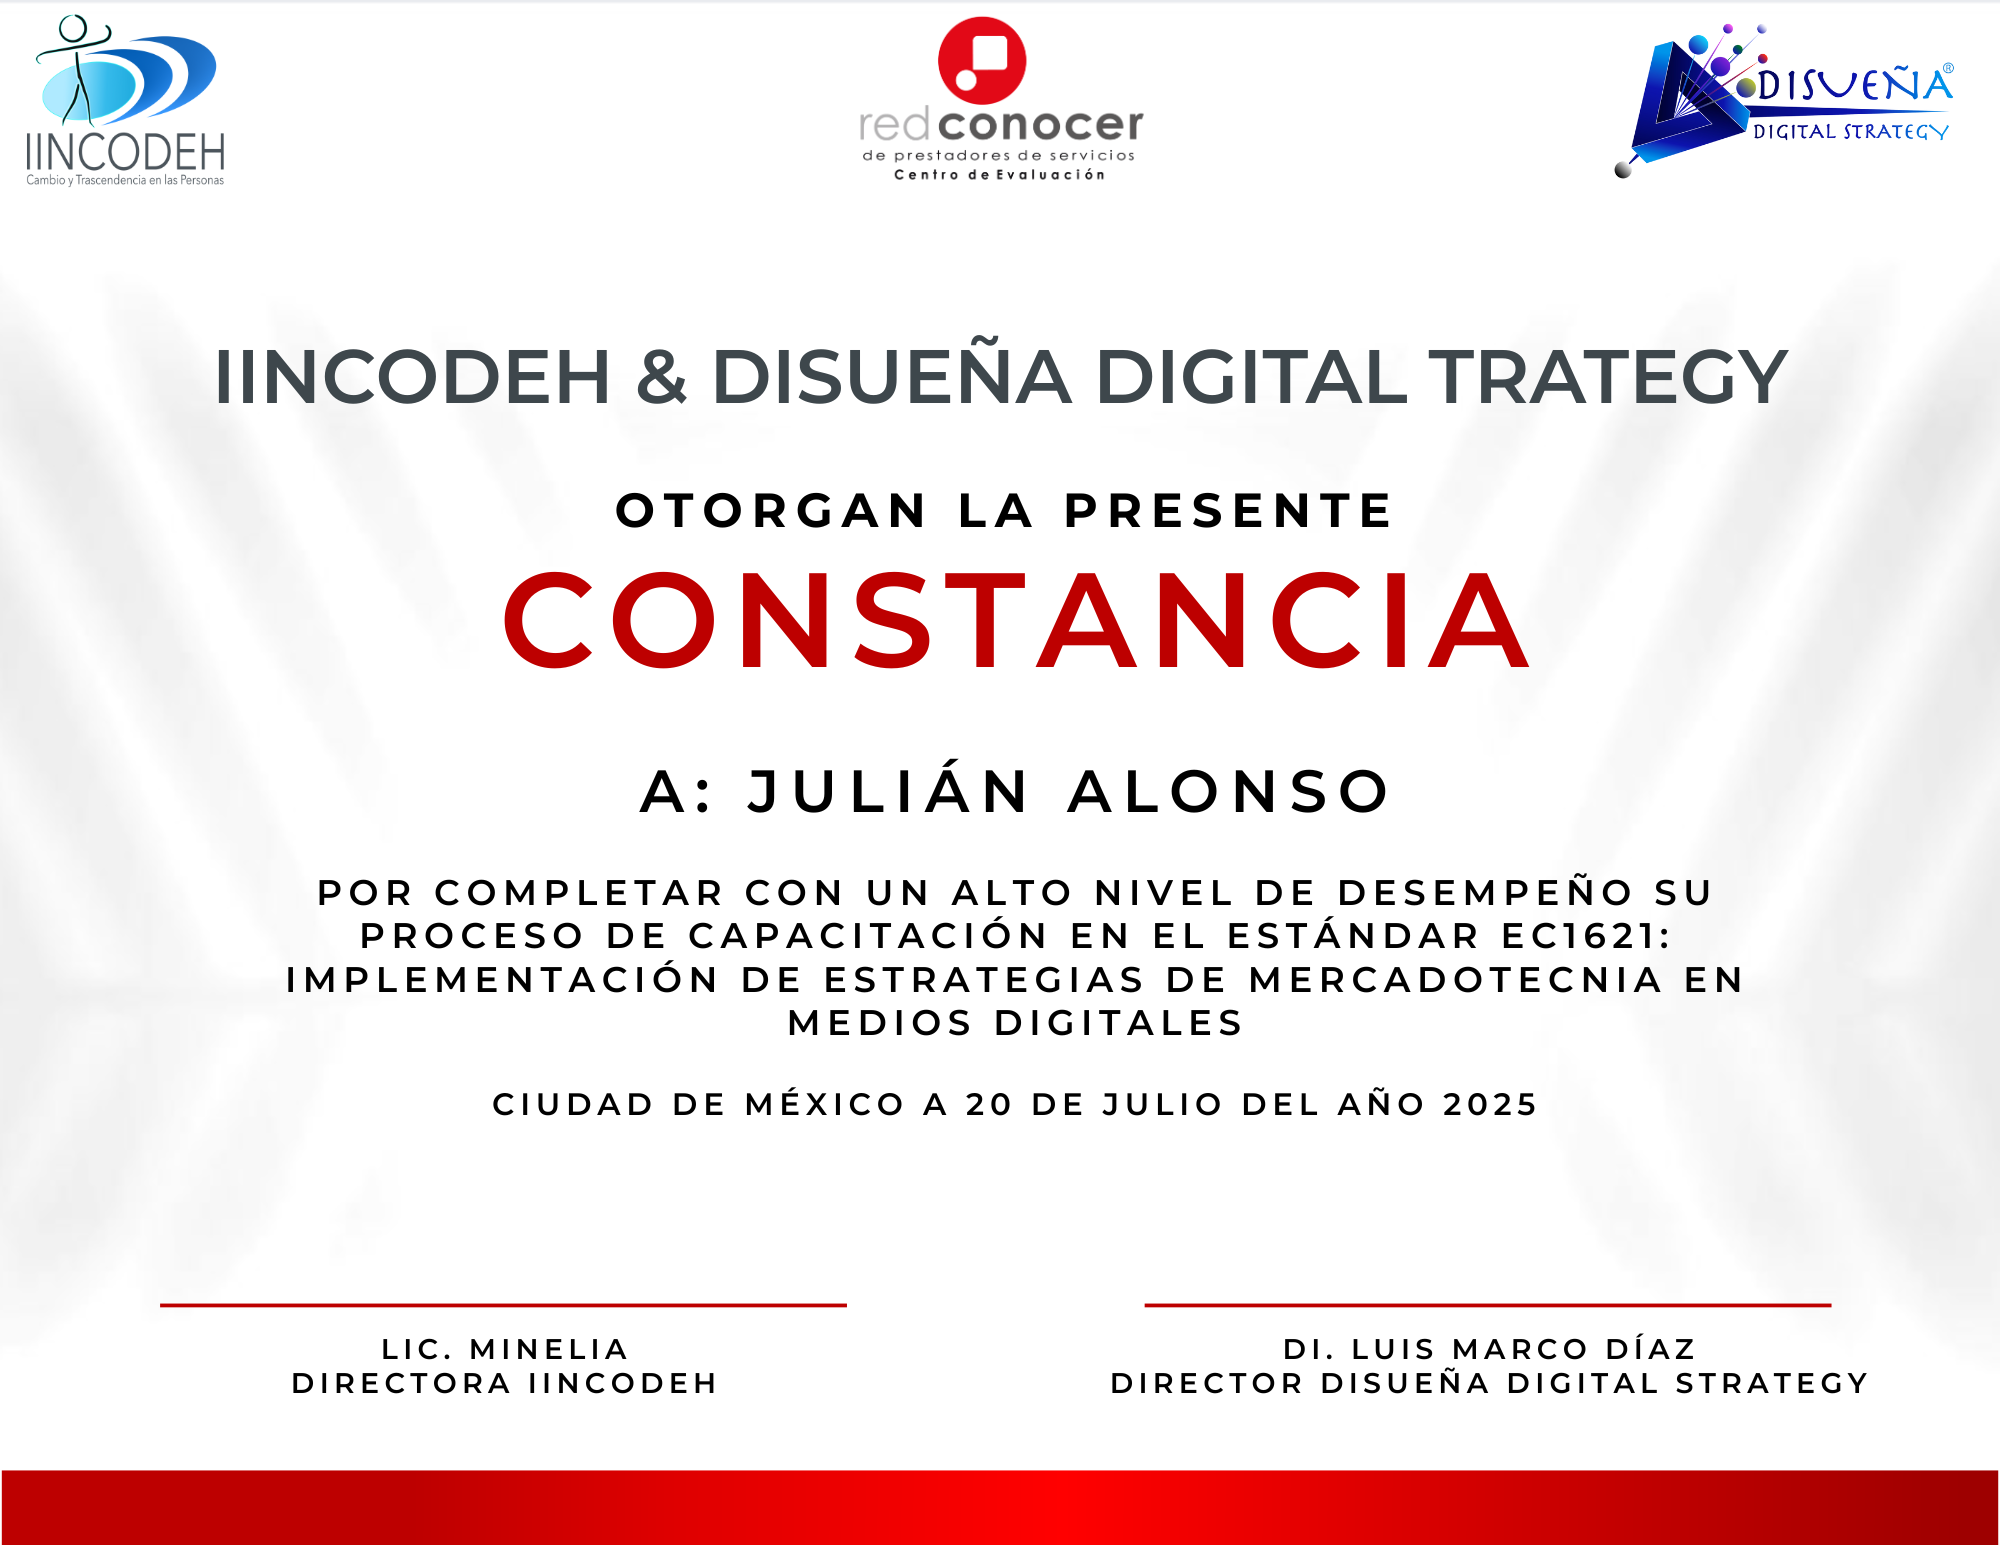 IINCODEH
Cambio y Trascendencia en las Personas
red conocer
de prestadores de servicios
Centro de Evaluación
DISUEÑA®
DIGITAL STRATEGY
IINCODEH & DISUEÑA DIGITAL TRATEGY
OTORGAN LA PRESENTE
CONSTANCIA
A: JULIÁN ALONSO
POR COMPLETAR CON UN ALTO NIVEL DE DESEMPEÑO SU
PROCESO DE CAPACITACIÓN EN EL ESTÁNDAR EC1621:
IMPLEMENTACIÓN DE ESTRATEGIAS DE MERCADOTECNIA EN
MEDIOS DIGITALES
CIUDAD DE MÉXICO A 20 DE JULIO DEL AÑO 2025
LIC. MINELIA
DIRECTORA IINCODEH
DI. LUIS MARCO DÍAZ
DIRECTOR DISUEÑA DIGITAL STRATEGY